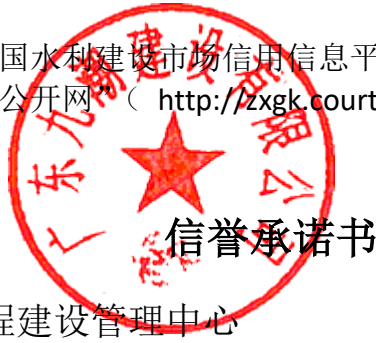 国水利建设市场信用信息平
公开网”（ http://zxgk.court
广东九潮建设有限公司
信誉承诺书
程建设管理中心